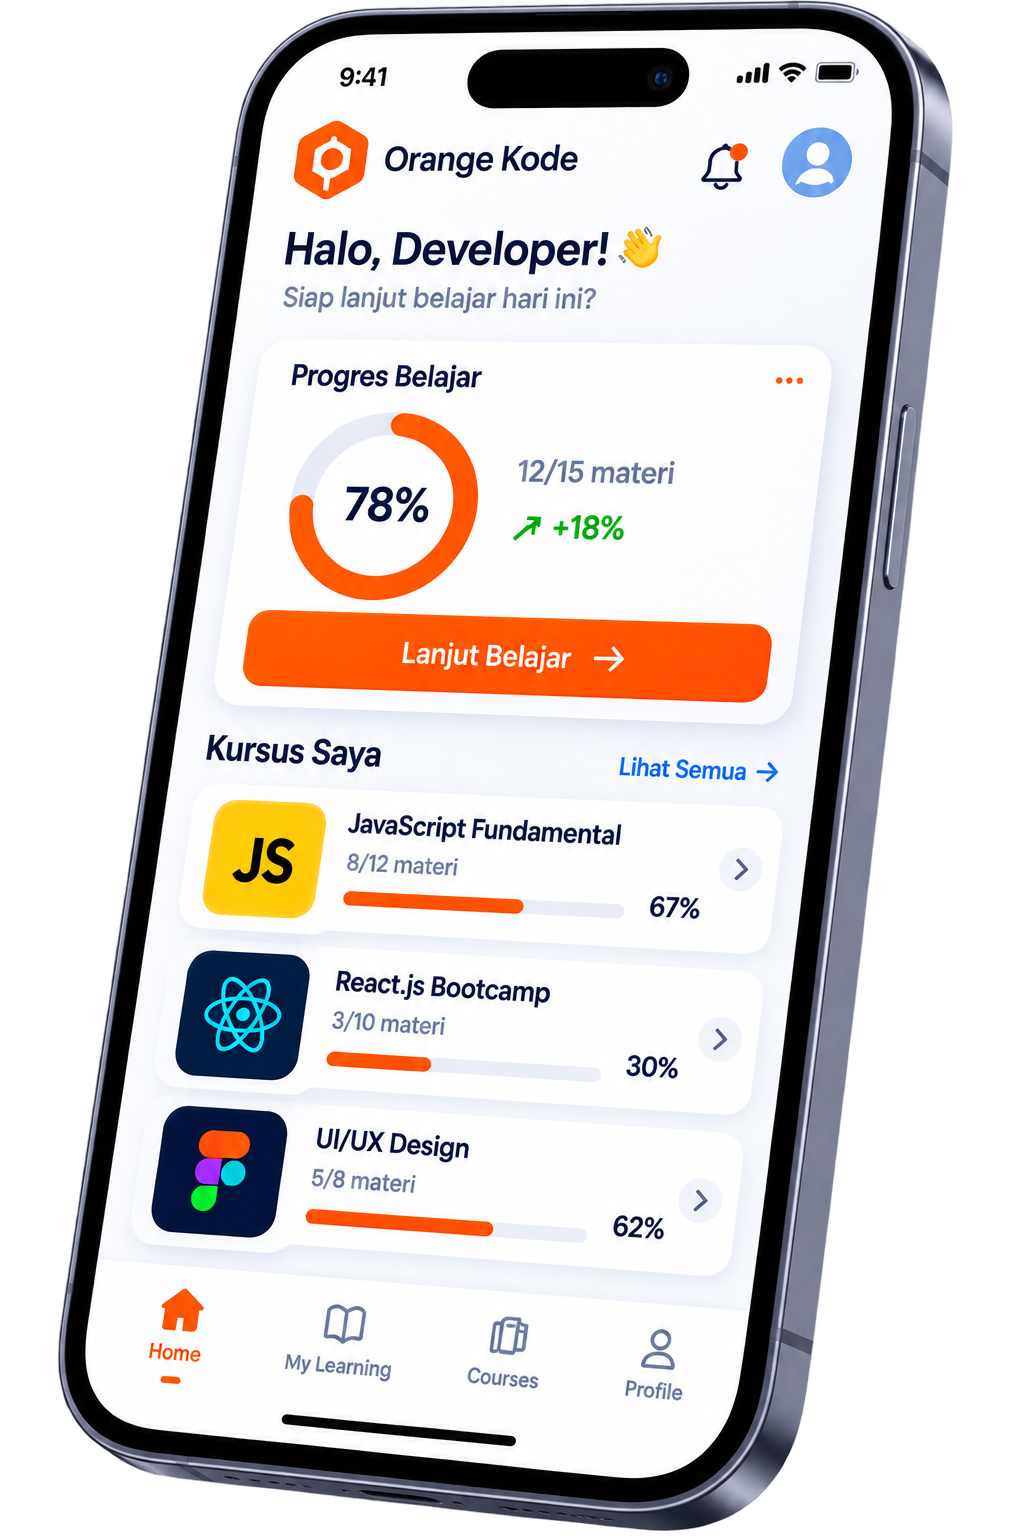 9:41
Orange Kode
Halo, Developer! 👋
Siap lanjut belajar hari ini?
Progres Belajar
78%
12/15 materi
+18%
Lanjut Belajar →
Kursus Saya
Lihat Semua →
JS
JavaScript Fundamental
8/12 materi
67%
React.js Bootcamp
3/10 materi
30%
UI/UX Design
5/8 materi
62%
Home
My Learning
Courses
Profile